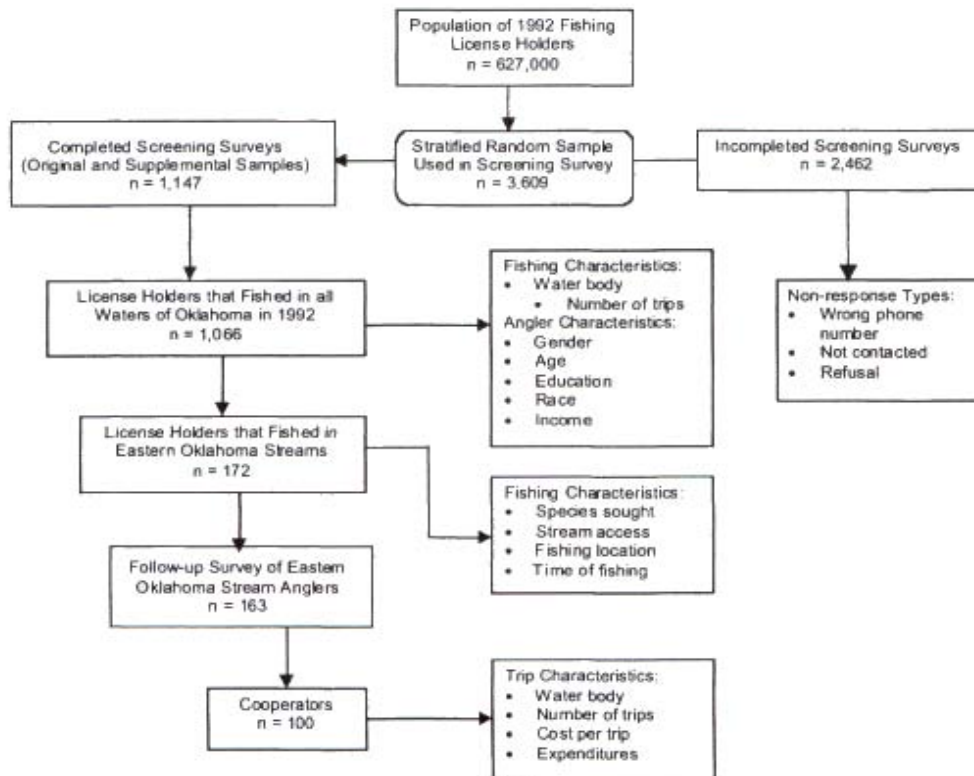 Population of 1992 Fishing
License Holders
n = 627,000
Completed Screening Surveys
(Original and Supplemental Samples)
n = 1,147
Stratified Random Sample
Used in Screening Survey
n = 3.609
Incompleted Screening Surveys
n = 2,462
License Holders that Fished in all
Waters of Oklahoma in 1992
n = 1,066
Fishing Characteristics:
• Water body
• Number of trips
Angler Characteristics:
• Gender
• Age
• Education
• Race
• Income
Non-response Types:
• Wrong phone
number
• Not contacted
• Refusal
License Holders that Fished in
Eastern Oklahoma Streams
n = 172
Fishing Characteristics:
• Species sought
• Stream access
• Fishing location
• Time of fishing
Follow-up Survey of Eastern
Oklahoma Stream Anglers
n = 163
Cooperators
n = 100
Trip Characteristics:
• Water body
• Number of trips
• Cost per trip
• Expenditures